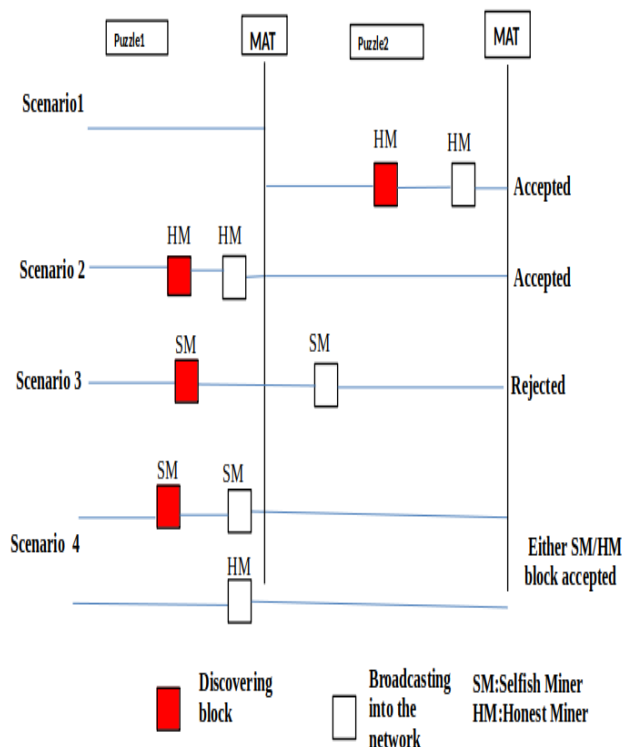 Puzzle1
MAT
Puzzle2
MAT
Scenario1
HM
HM
Accepted
HM
HM
Scenario 2
Accepted
SM
SM
Scenario 3
Rejected
SM
SM
Scenario 4
Either SM/HM
block accepted
HM
Discovering
block
Broadcasting
into the
network
SM:Selfish Miner
HM:Honest Miner